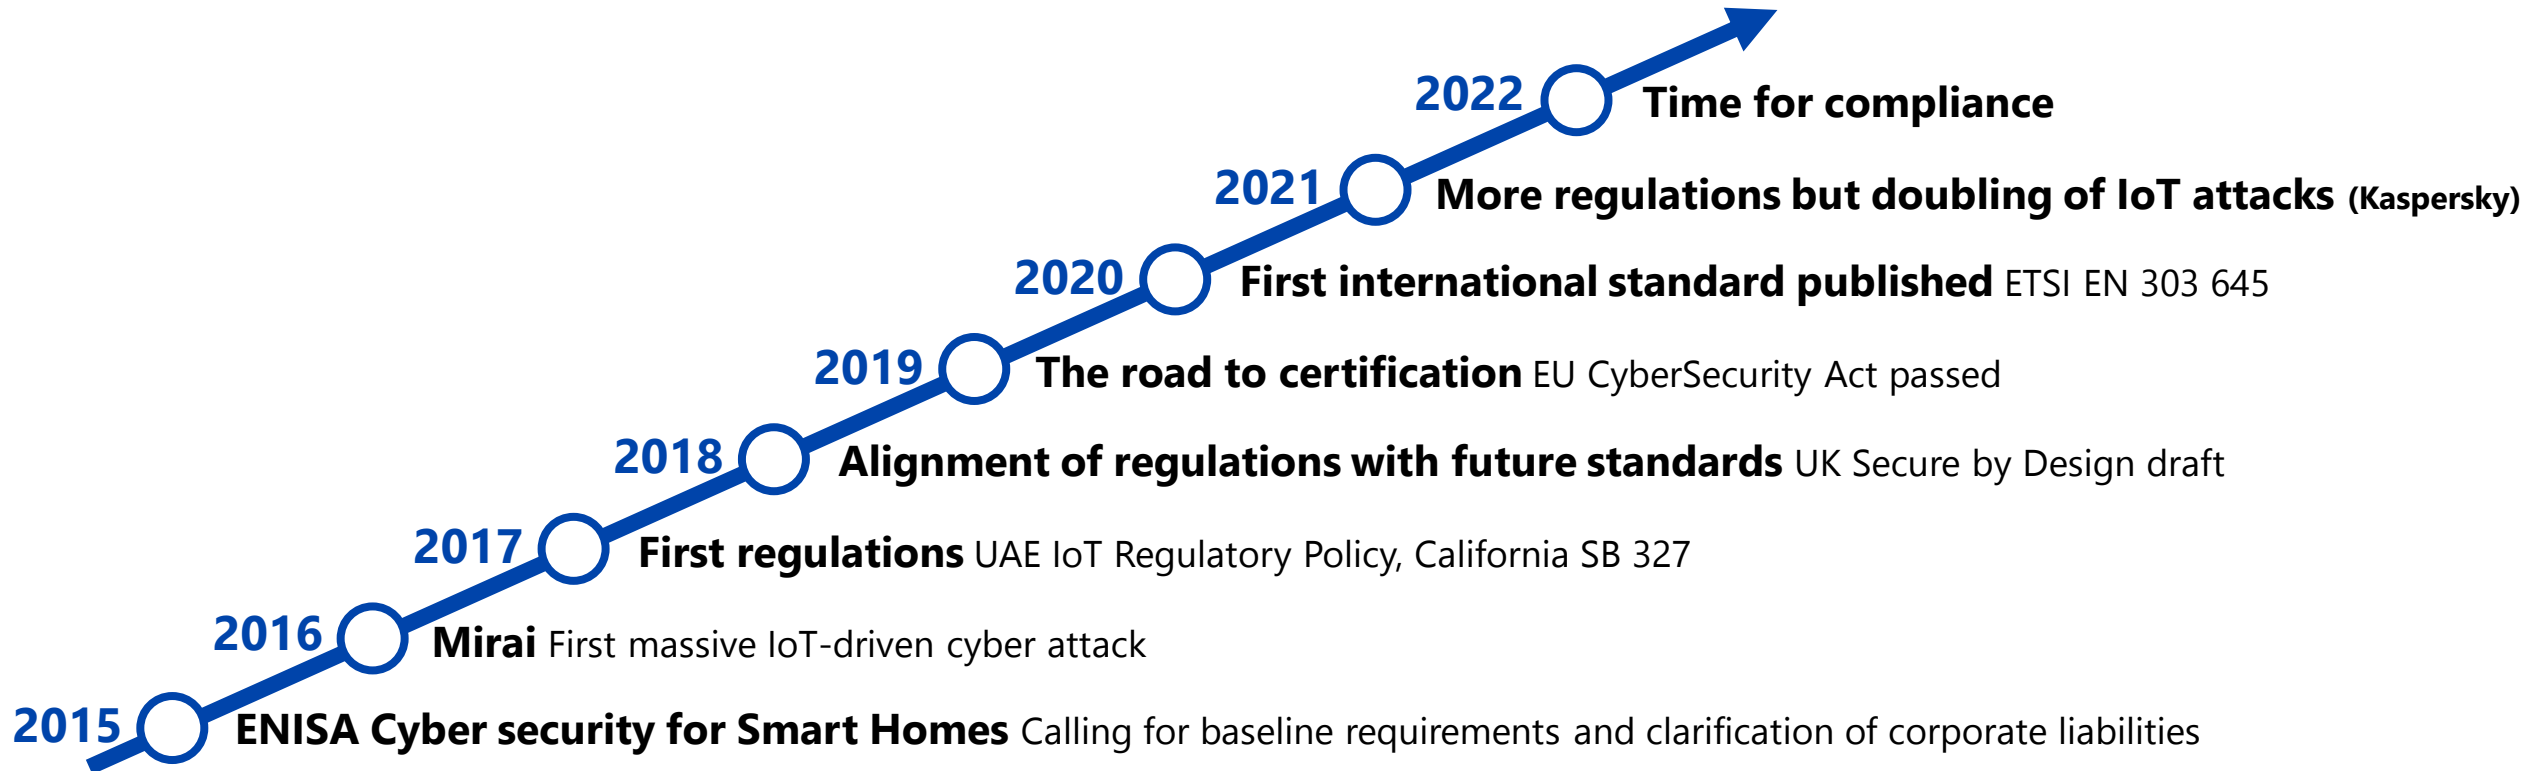 2022 Time for compliance
2021 More regulations but doubling of IoT attacks (Kaspersky)
2020 First international standard published ETSI EN 303 645
2019 The road to certification EU CyberSecurity Act passed
2018 Alignment of regulations with future standards UK Secure by Design draft
2017 First regulations UAE IoT Regulatory Policy, California SB 327
2016 Mirai First massive IoT-driven cyber attack
2015 ENISA Cyber security for Smart Homes Calling for baseline requirements and clarification of corporate liabilities